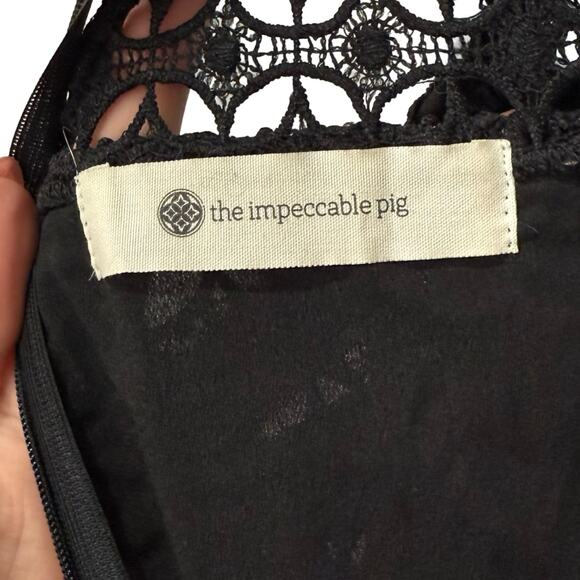 the impeccable pig